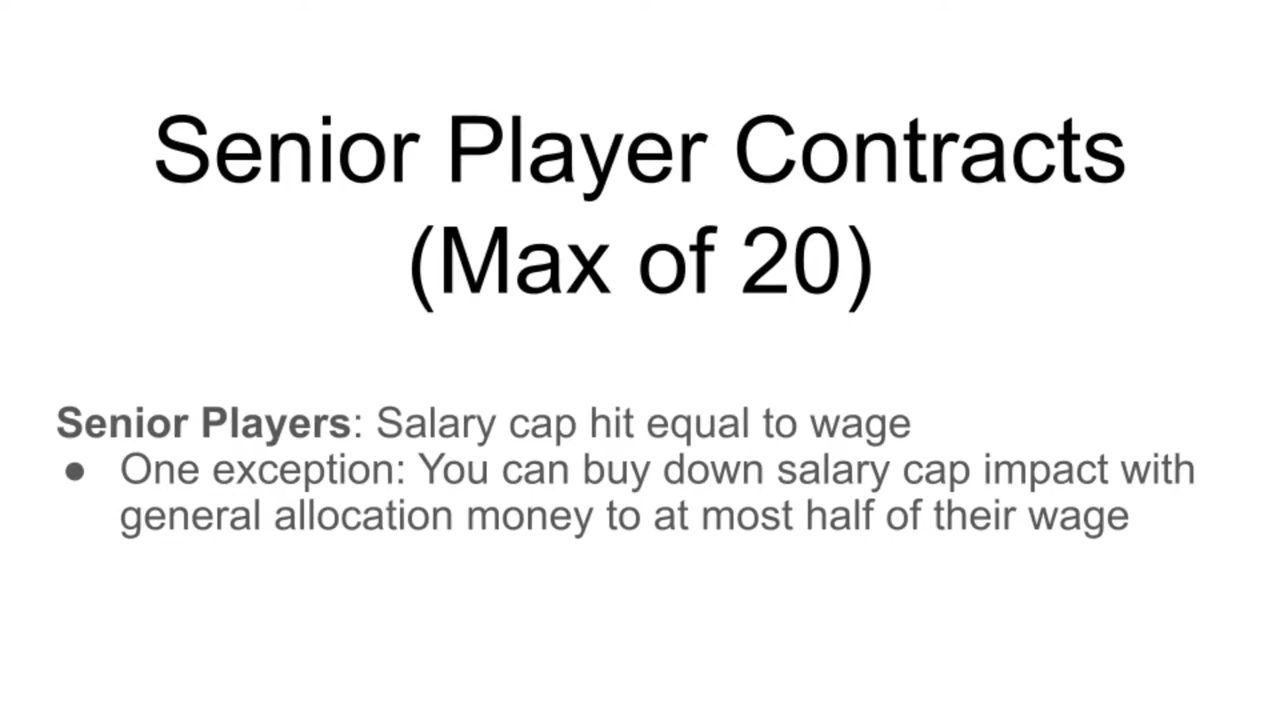 Senior Player Contracts
(Max of 20)
Senior Players: Salary cap hit equal to wage
● One exception: You can buy down salary cap impact with
general allocation money to at most half of their wage